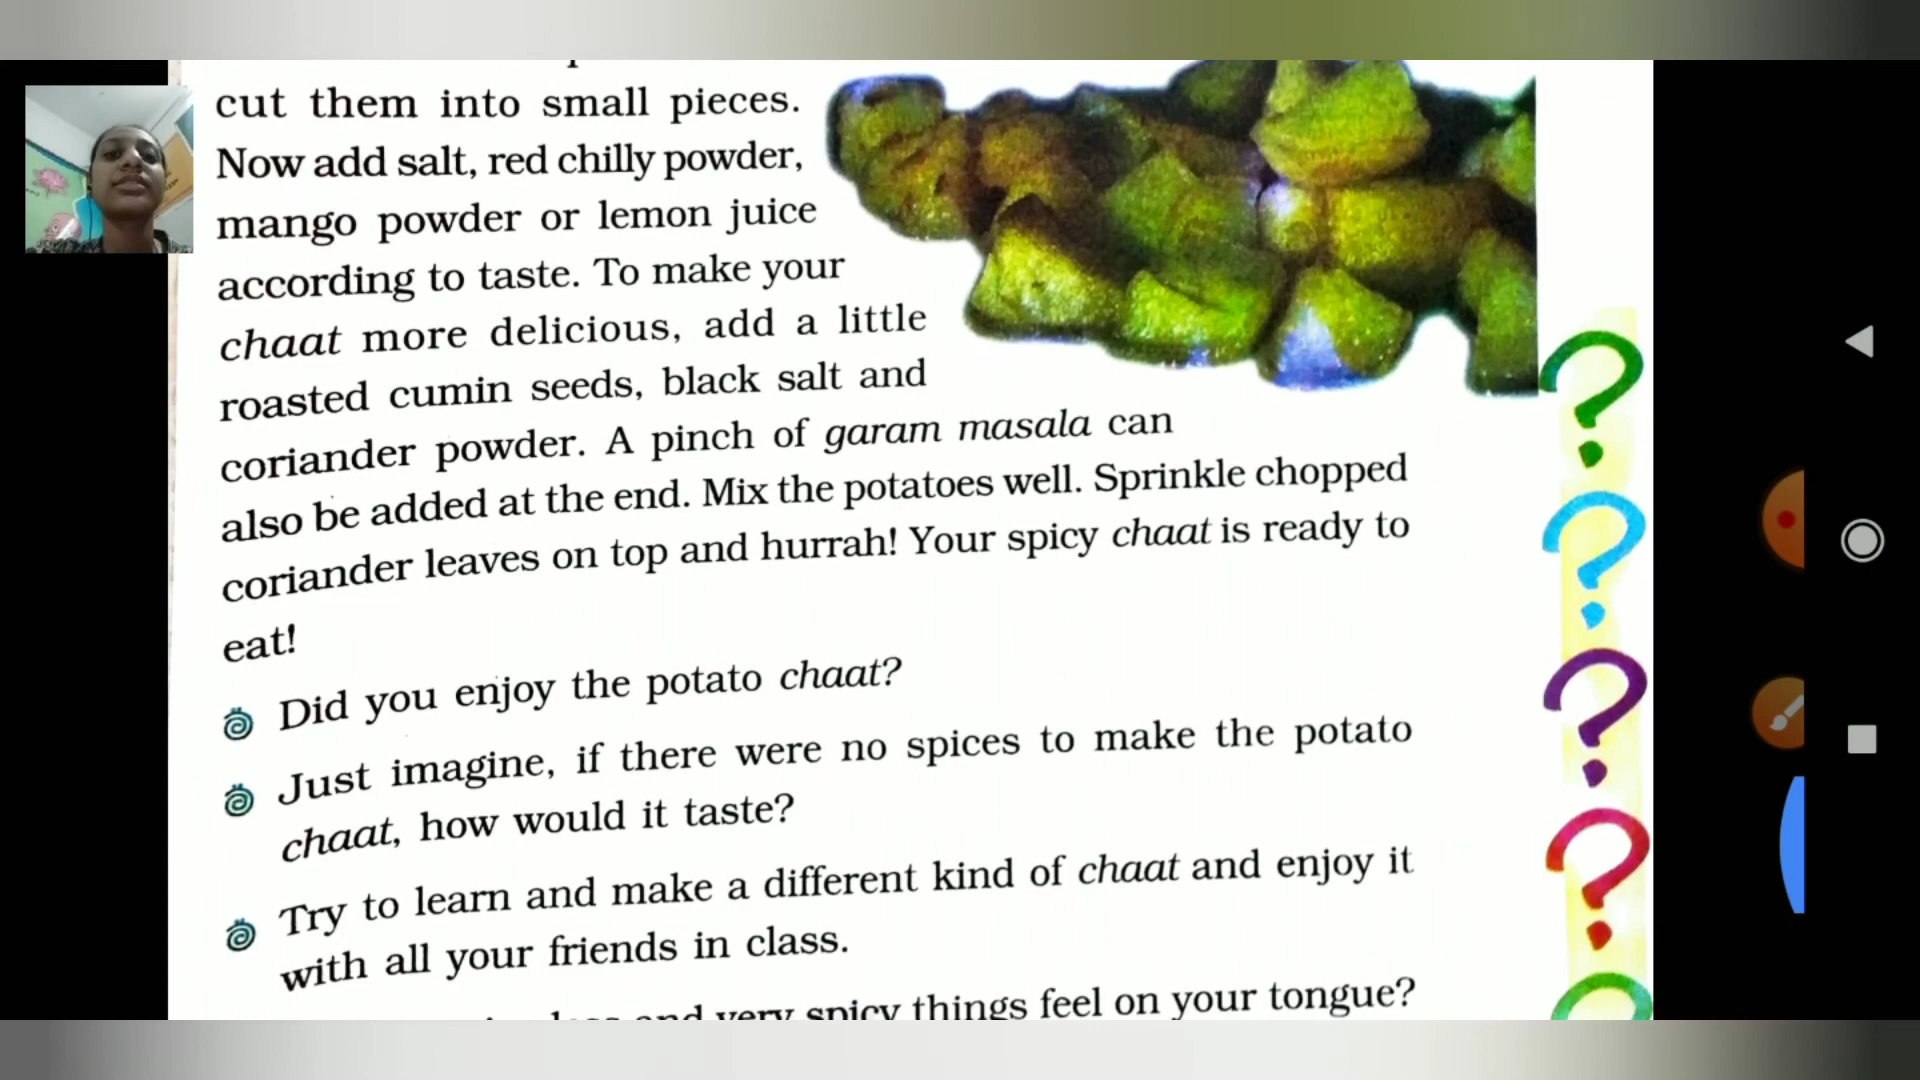 cut them into small pieces.
Now add salt, red chilly powder,
mango powder or lemon juice
according to taste. To make your
chaat more delicious, add a little
roasted cumin seeds, black salt and
coriander powder. A pinch of garam masala can
also be added at the end. Mix the potatoes well. Sprinkle chopped
coriander leaves on top and hurrah! Your spicy chaat is ready to
eat!
Did you enjoy the potato chaat?
Just imagine, if there were no spices to make the potato
chaat, how would it taste?
Try to learn and make a different kind of chaat and enjoy it
with all your friends in class.
and very spicy things feel on your tongue?